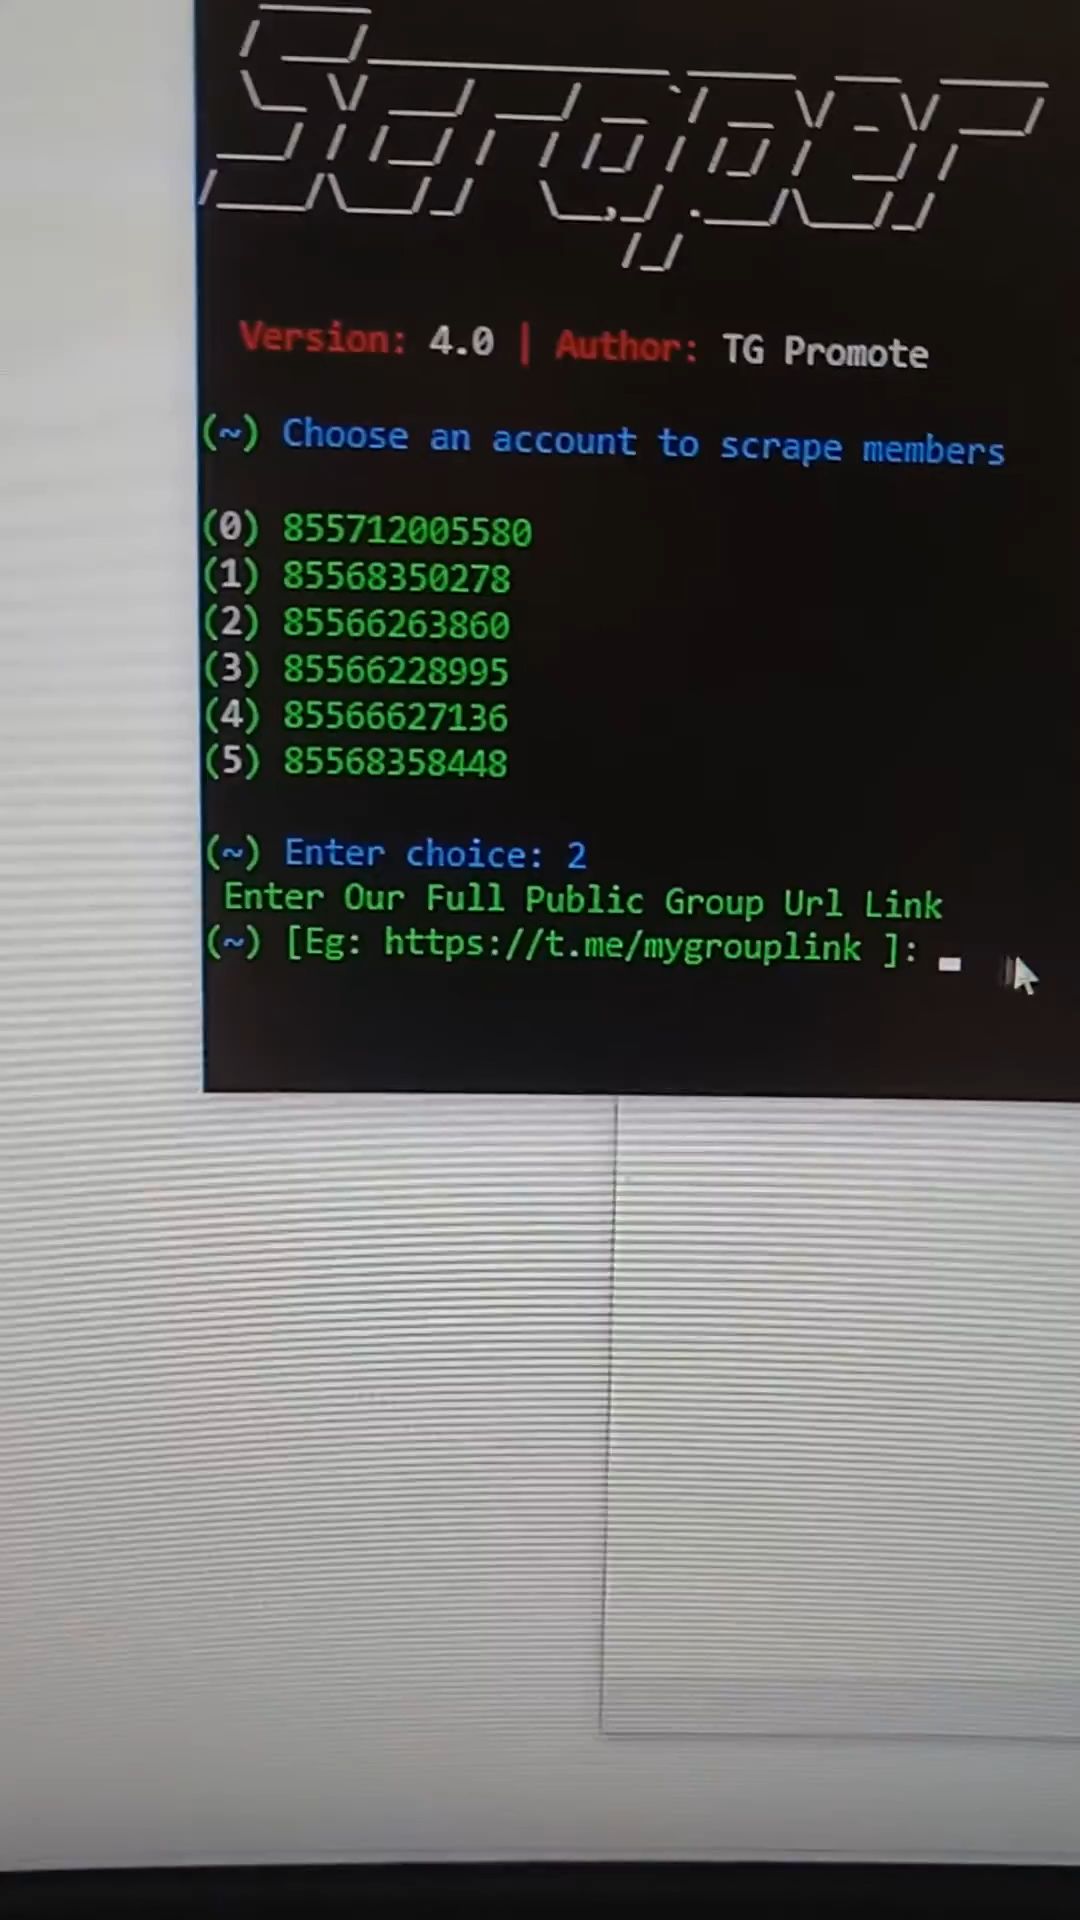 Scraper
Version: 4.0 | Author: TG Promote
(~) Choose an account to scrape members
(0) 855712005580
(1) 85568350278
(2) 85566263860
(3) 85566228995
(4) 85566627136
(5) 85568358448
(~) Enter choice: 2
Enter Our Full Public Group Url Link
(~) [Eg: https://t.me/mygrouplink ]: